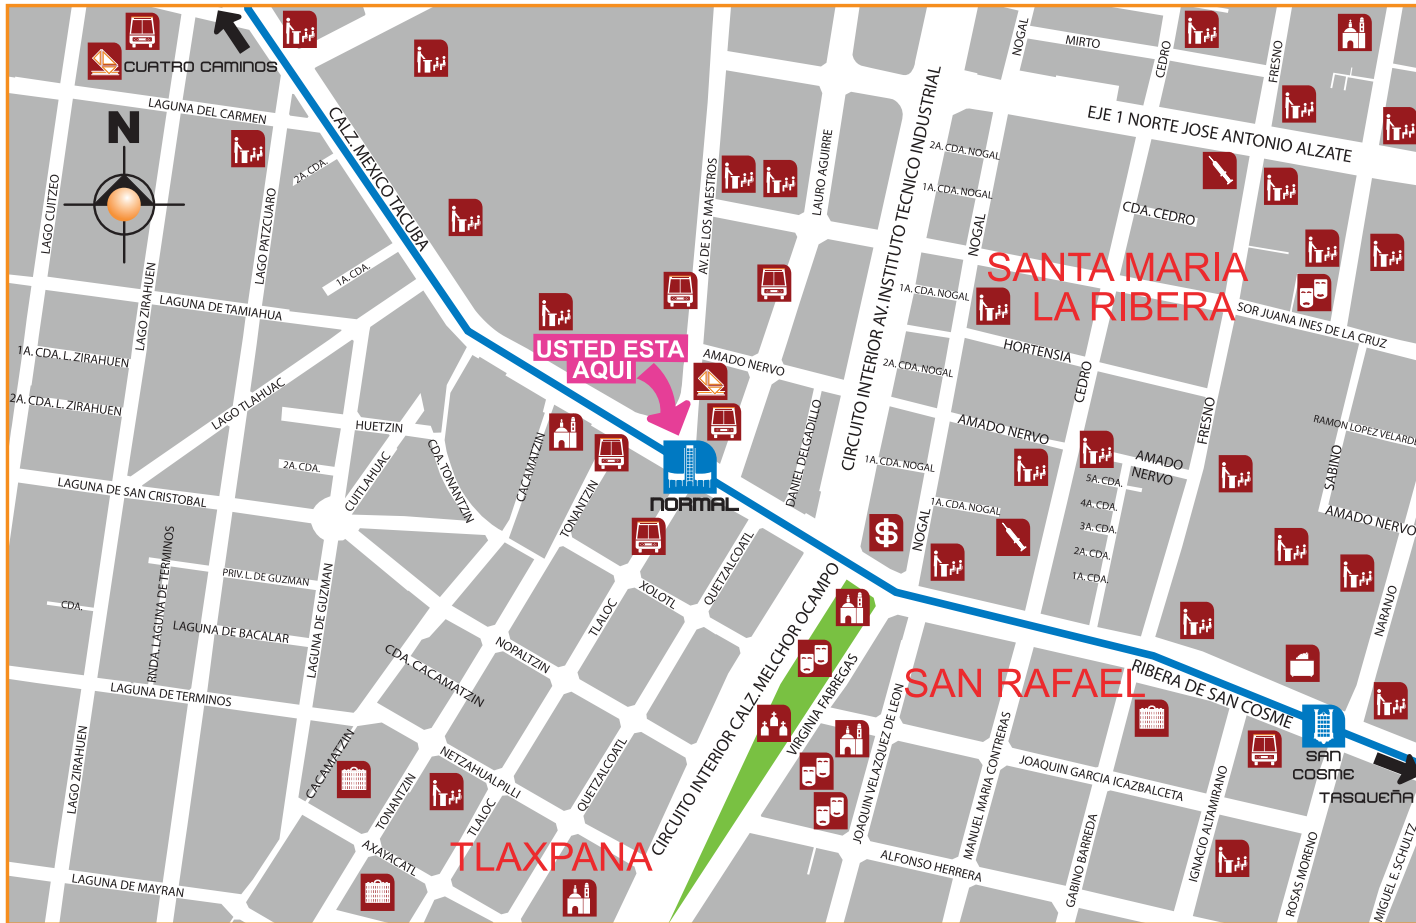 CUATRO CAMINOS
N
LAGUNA DEL CARMEN
CALZ. MEXICO TACUBA
2A. CDA.
1A. CDA.
LAGO CUITZEO
LAGO ZIRAHUEN
LAGO PATZCUARO
LAGUNA DE TAMIAHUA
1A. CDA. L. ZIRAHUEN
2A. CDA. L. ZIRAHUEN
LAGO TLAHUAC
HUETZIN
2A. CDA.
CUITLAHUAC
CDA. TONANTZIN
CACAMATZIN
TONANTZIN
LAGUNA DE SAN CRISTOBAL
RNDA. LAGUNA DE TERMINOS
PRIV. L. DE GUZMAN
LAGUNA DE GUZMAN
CDA.
LAGUNA DE BACALAR
LAGUNA DE TERMINOS
LAGO ZIRAHUEN
LAGUNA DE MAYRAN
CDA. CACAMATZIN
CACAMATZIN
TONANTZIN
NETZAHUALPILLI
TLALOC
AXAYACATL
NOPALTZIN
TLALOC
XOLOTL
QUETZALCOATL
QUETZALCOATL
TLAXPANA
USTED ESTA
AQUI
NORMAL
AV. DE LOS MAESTROS
LAURO AGUIRRE
AMADO NERVO
DANIEL DELGADILLO
CIRCUITO INTERIOR AV. INSTITUTO TECNICO INDUSTRIAL
CIRCUITO INTERIOR CALZ. MELCHOR OCAMPO
VIRGINIA FABREGAS
NOGAL
MIRTO
CEDRO
FRESNO
EJE 1 NORTE JOSE ANTONIO ALZATE
2A. CDA. NOGAL
1A. CDA. NOGAL
NOGAL
CDA. CEDRO
SANTA MARIA
LA RIBERA
1A. CDA. NOGAL
SOR JUANA INES DE LA CRUZ
HORTENSIA
2A. CDA. NOGAL
CEDRO
FRESNO
AMADO NERVO
AMADO
NERVO
RAMON LOPEZ VELARDE
SABINO
AMADO NERVO
1A. CDA. NOGAL
1A. CDA. NOGAL
NOGAL
$
5A. CDA.
4A. CDA.
3A. CDA.
2A. CDA.
1A. CDA.
NARANJO
SAN RAFAEL
RIBERA DE SAN COSME
SAN
COSME
TASQUEÑA
JOAQUIN VELAZQUEZ DE LEON
MANUEL MARIA CONTRERAS
JOAQUIN GARCIA ICAZBALCETA
ALFONSO HERRERA
GABINO BARREDA
IGNACIO ALTAMIRANO
ROSAS MORENO
MIGUEL E. SCHULTZ